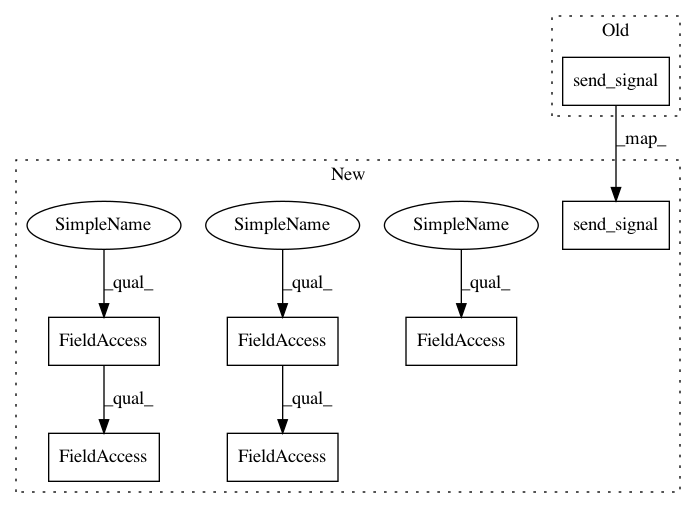 Old
send_signal
_map_
New
SimpleName
SimpleName
SimpleName
send_signal
_qual_
_qual_
_qual_
FieldAccess
FieldAccess
FieldAccess
_qual_
_qual_
FieldAccess
FieldAccess